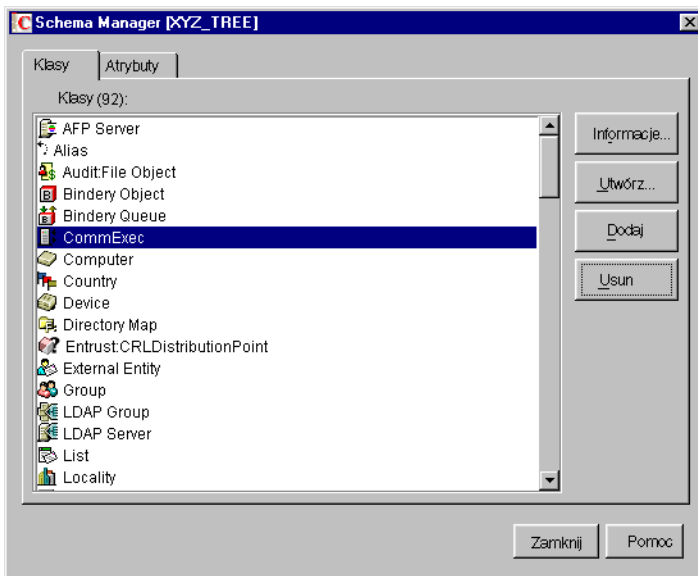 Schema Manager [XYZ_TREE]
Klasy
Atrybuty
Klasy (92):
AFP Server
Alias
Audit:File Object
Bindery Object
Bindery Queue
CommExec
Computer
Country
Device
Directory Map
Entrust:CRLDistributionPoint
External Entity
Group
LDAP Group
LDAP Server
List
Locality
Informacje...
Utwórz...
Dodaj
Usun
Zamknij
Pomoc